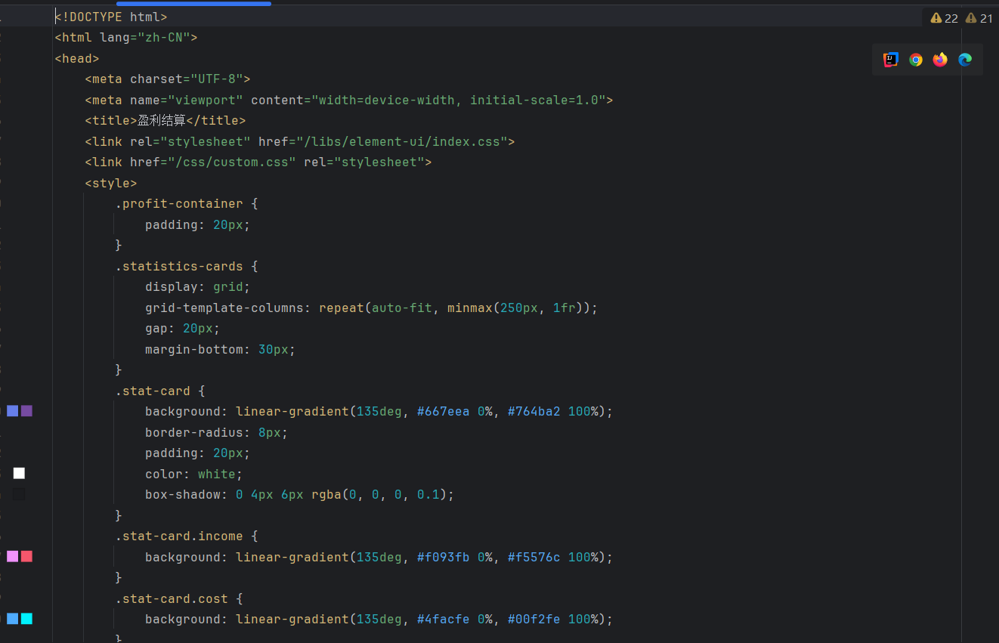 <!DOCTYPE html>
22 21
<html lang="zh-CN">
<head>
    <meta charset="UTF-8">
    <meta name="viewport" content="width=device-width, initial-scale=1.0">
    <title>盈利结算</title>
    <link rel="stylesheet" href="/libs/element-ui/index.css">
    <link href="/css/custom.css" rel="stylesheet">
    <style>
        .profit-container {
            padding: 20px;
        }
        .statistics-cards {
            display: grid;
            grid-template-columns: repeat(auto-fit, minmax(250px, 1fr));
            gap: 20px;
            margin-bottom: 30px;
        }
        .stat-card {
            background: linear-gradient(135deg, #667eea 0%, #764ba2 100%);
            border-radius: 8px;
            padding: 20px;
            color: white;
            box-shadow: 0 4px 6px rgba(0, 0, 0, 0.1);
        }
        .stat-card.income {
            background: linear-gradient(135deg, #f093fb 0%, #f5576c 100%);
        }
        .stat-card.cost {
            background: linear-gradient(135deg, #4facfe 0%, #00f2fe 100%);
        }